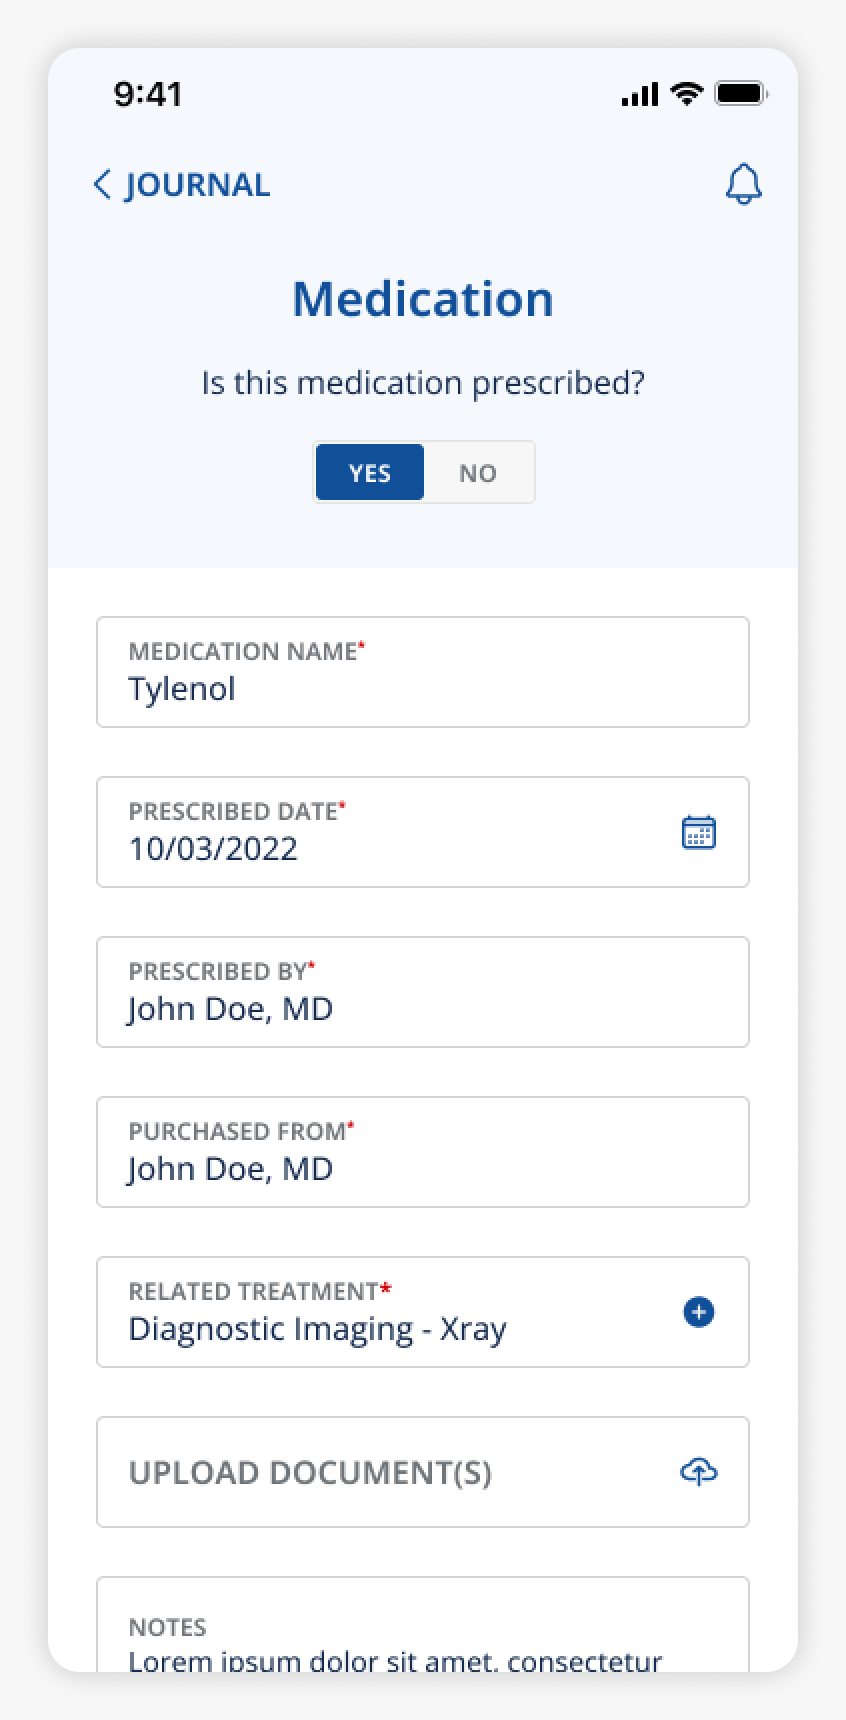 9:41
JOURNAL
Medication
Is this medication prescribed?
YES NO
MEDICATION NAME*
Tylenol
PRESCRIBED DATE*
10/03/2022
PRESCRIBED BY*
John Doe, MD
PURCHASED FROM*
John Doe, MD
RELATED TREATMENT*
Diagnostic Imaging - Xray
UPLOAD DOCUMENT(S)
NOTES
Lorem ipsum dolor sit amet, consectetur